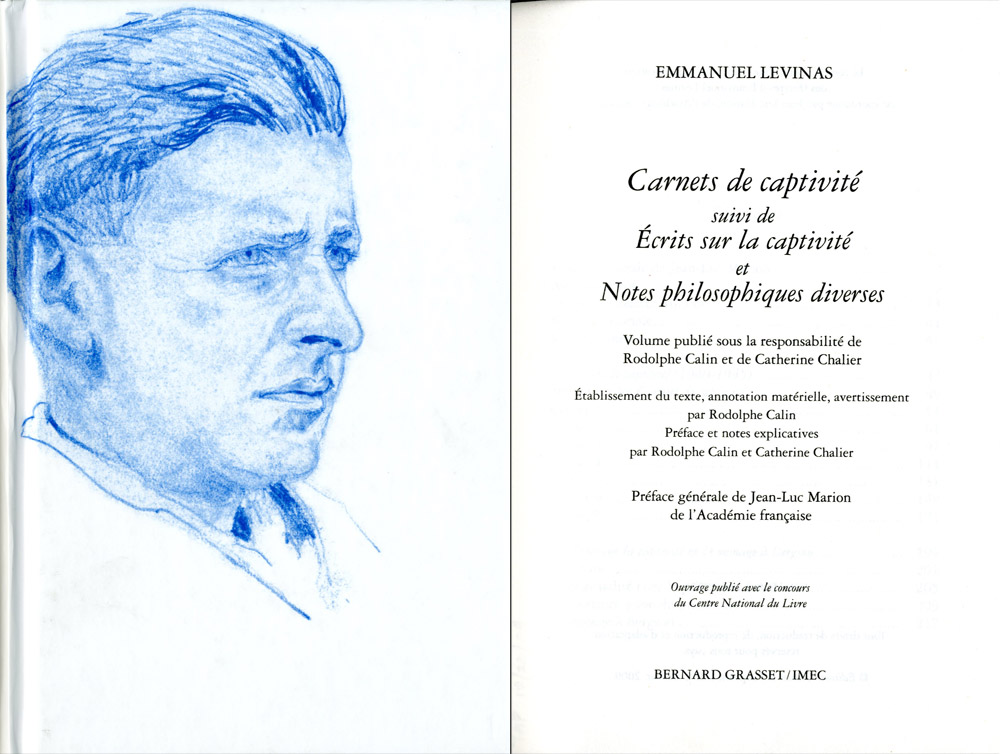 EMMANUEL LEVINAS
Carnets de captivité
suivi de
Écrits sur la captivité
et
Notes philosophiques diverses
Volume publié sous la responsabilité de
Rodolphe Calin et de Catherine Chalier
Établissement du texte, annotation matérielle, avertissement
par Rodolphe Calin
Préface et notes explicatives
par Rodolphe Calin et Catherine Chalier
Préface générale de Jean-Luc Marion
de l'Académie française
Ouvrage publié avec le concours
du Centre National du Livre
BERNARD GRASSET/IMEC